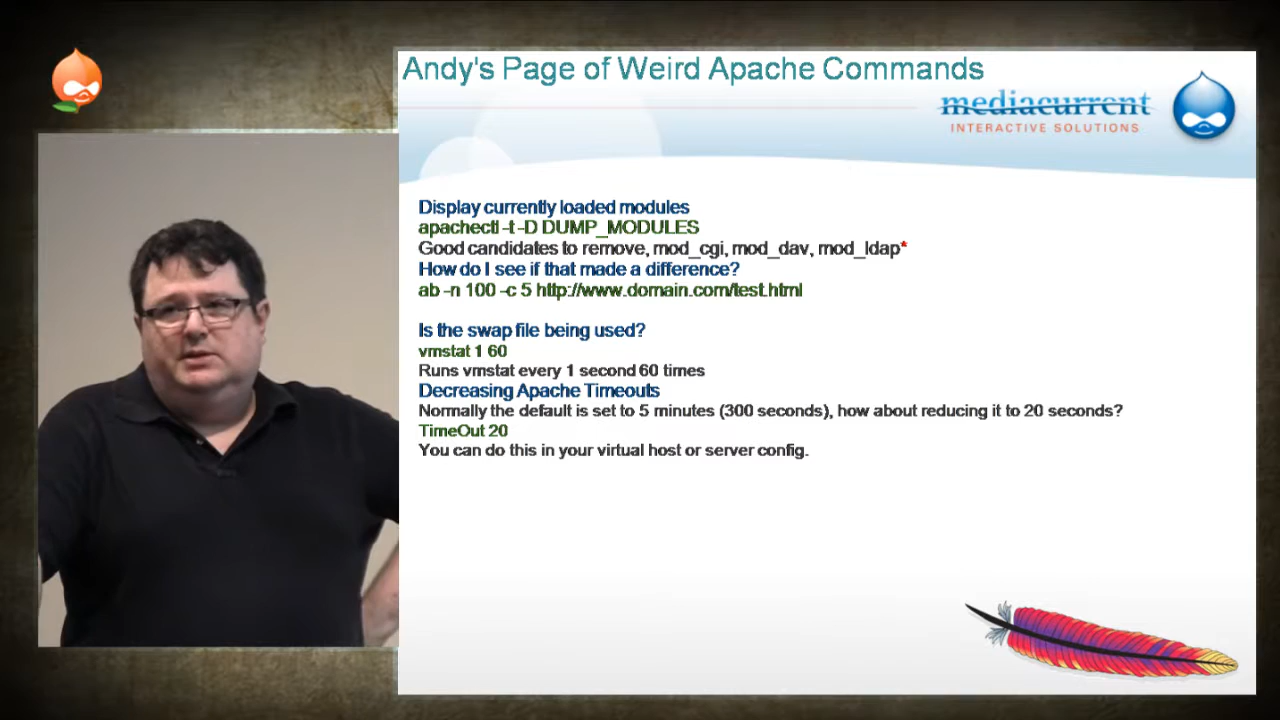 Andy's Page of Weird Apache Commands
mediacurrent
INTERACTIVE SOLUTIONS
Display currently loaded modules
apachectl -t -D DUMP_MODULES
Good candidates to remove, mod_cgi, mod_dav, mod_ldap*
How do I see if that made a difference?
ab -n 100 -c 5 http://www.domain.com/test.html
Is the swap file being used?
vmstat 1 60
Runs vmstat every 1 second 60 times
Decreasing Apache Timeouts
Normally the default is set to 5 minutes (300 seconds), how about reducing it to 20 seconds?
TimeOut 20
You can do this in your virtual host or server config.